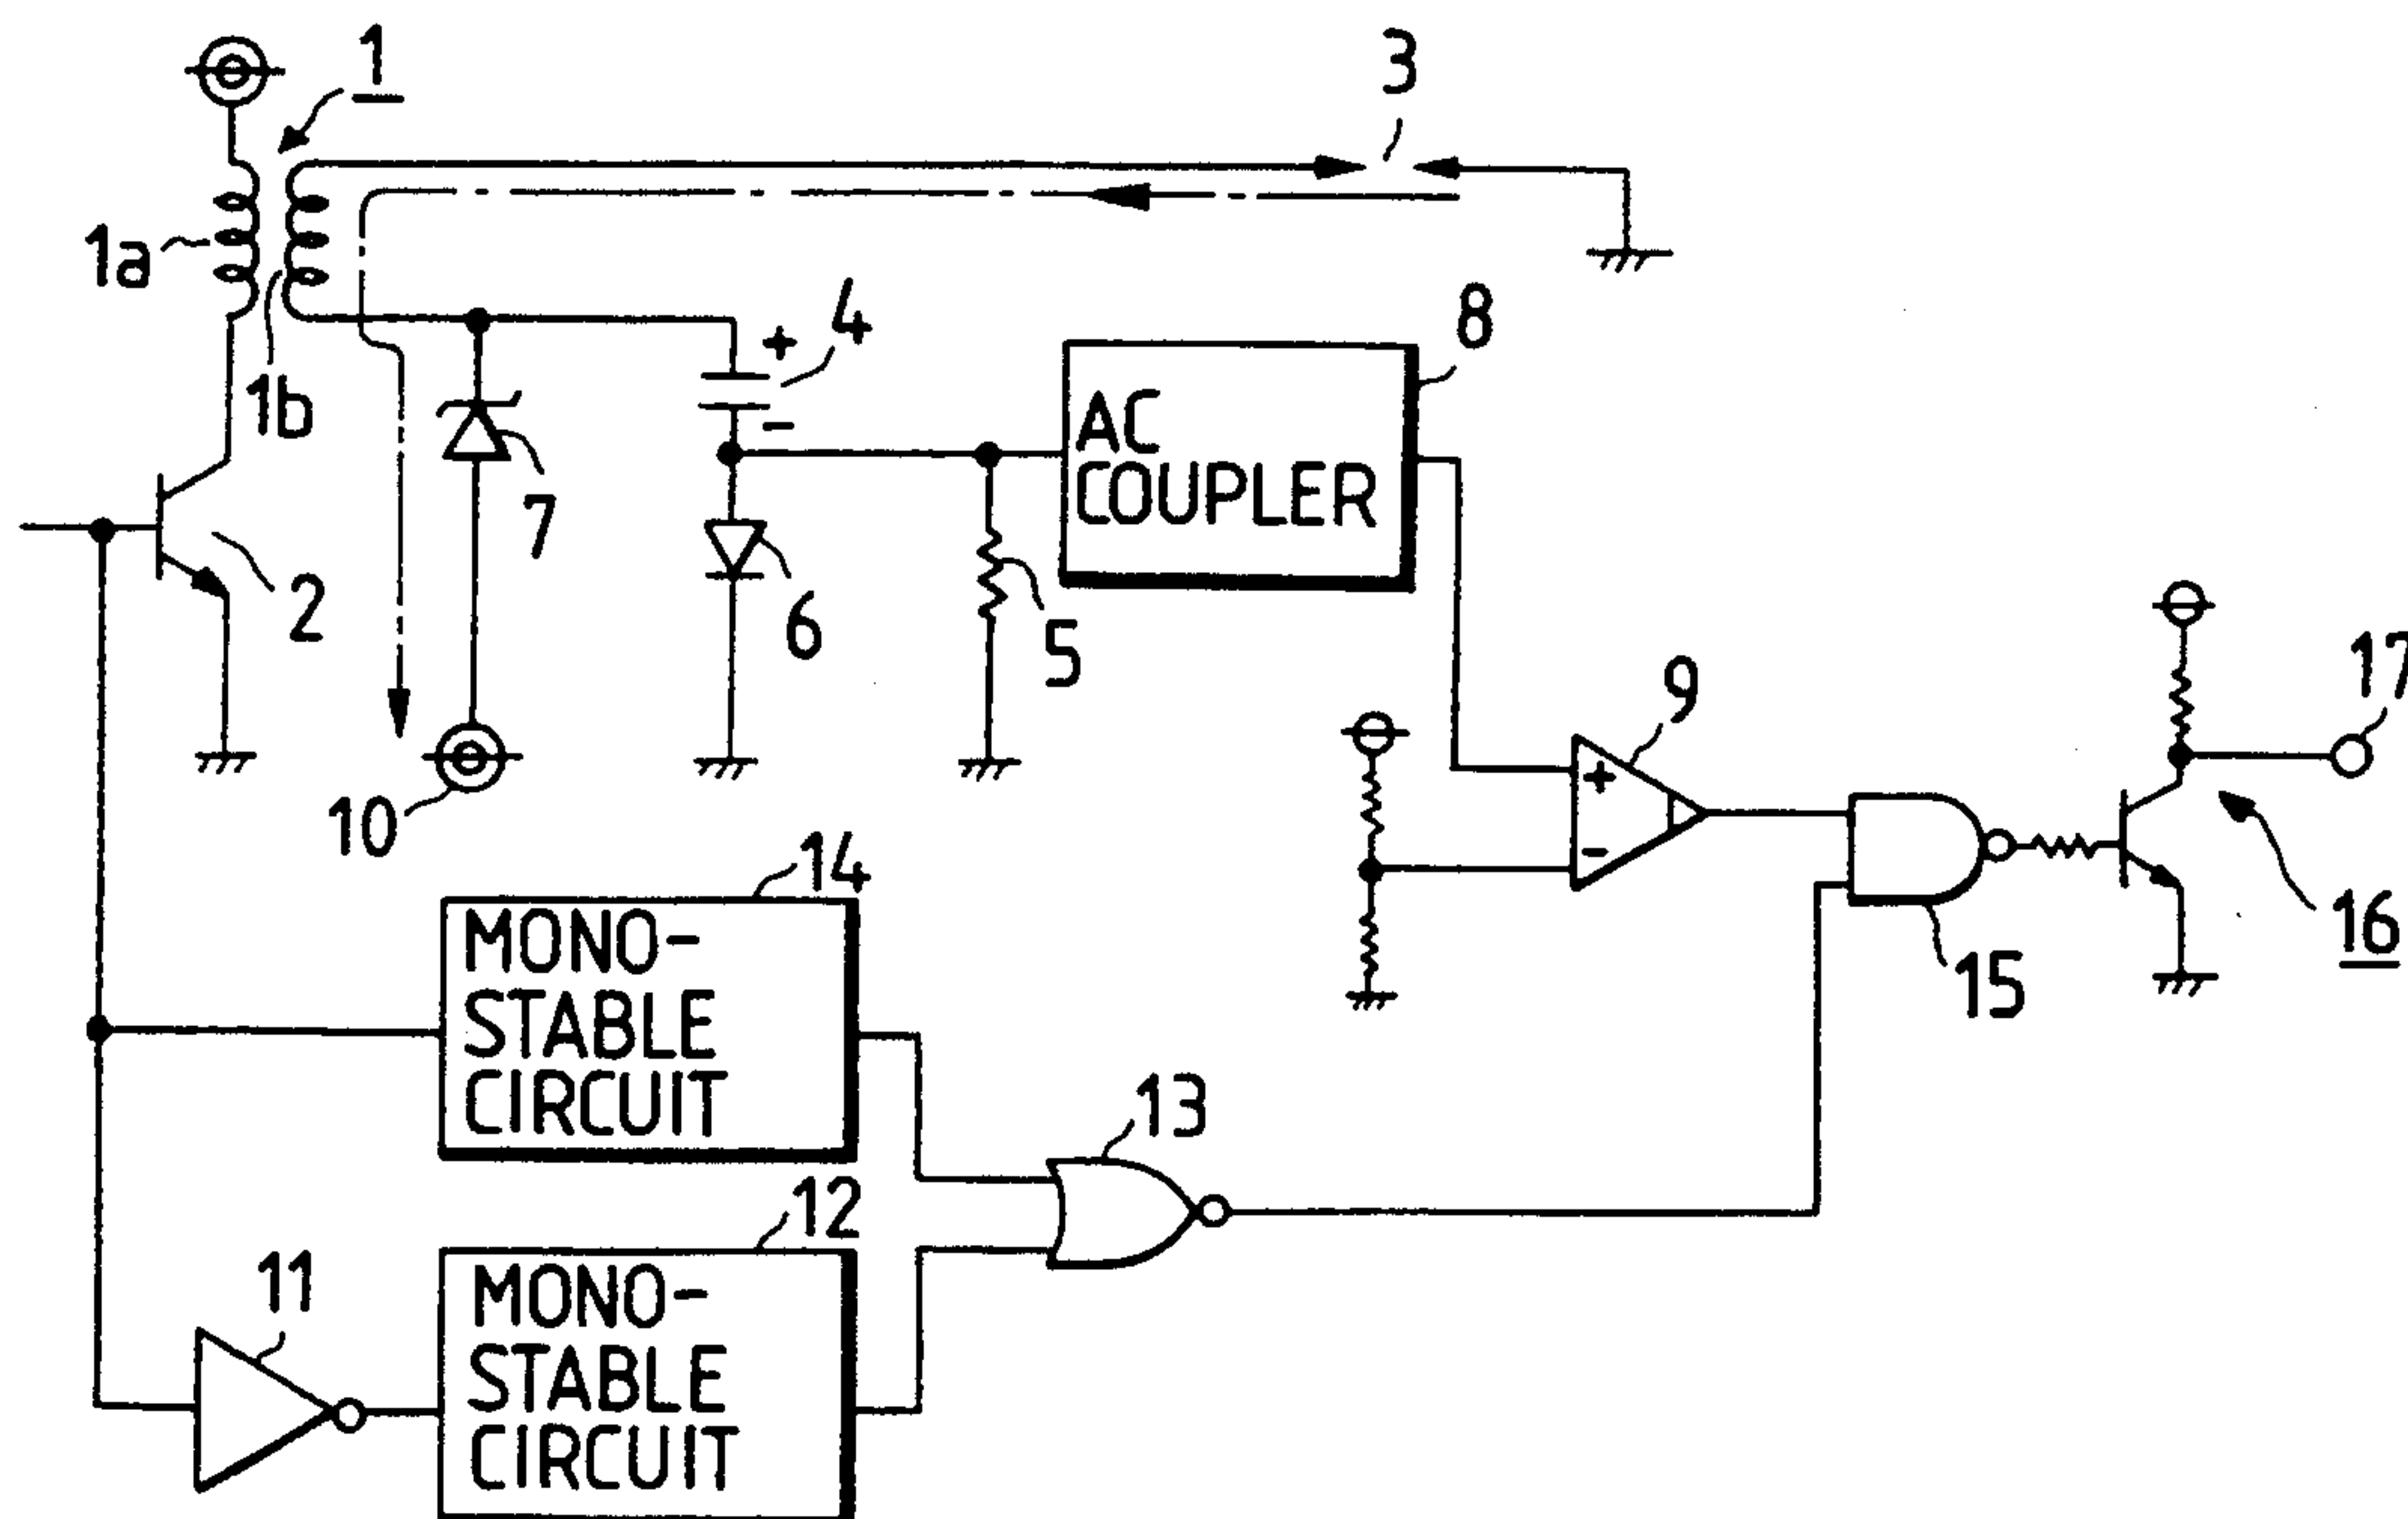 1
3
1a
1b
+
4
-
8
AC
COUPLER
7
2
6
5
10
9
+
-
17
16
15
14
MONO-
STABLE
CIRCUIT
13
12
11
MONO-
STABLE
CIRCUIT